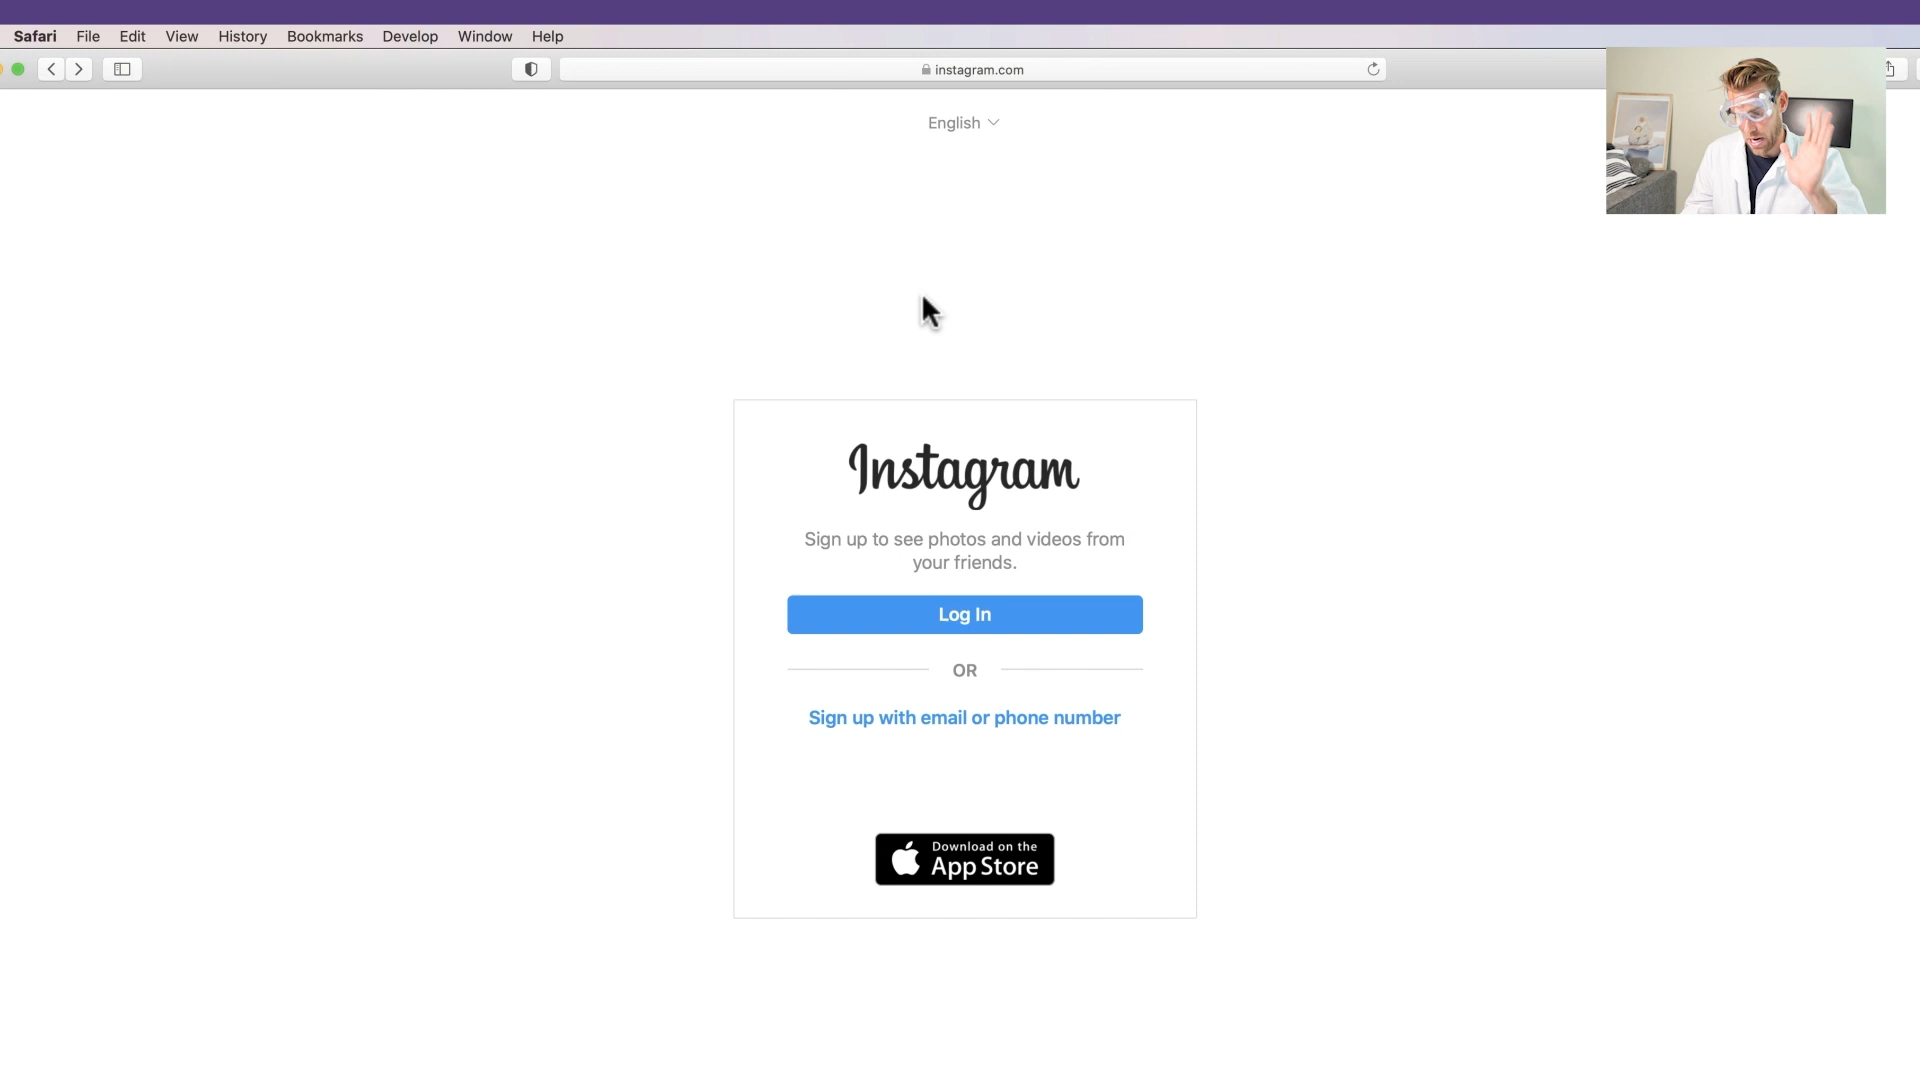 Safari File Edit View History Bookmarks Develop Window Help
instagram.com
English
Instagram
Sign up to see photos and videos from
your friends.
Log In
OR
Sign up with email or phone number
Download on the
App Store